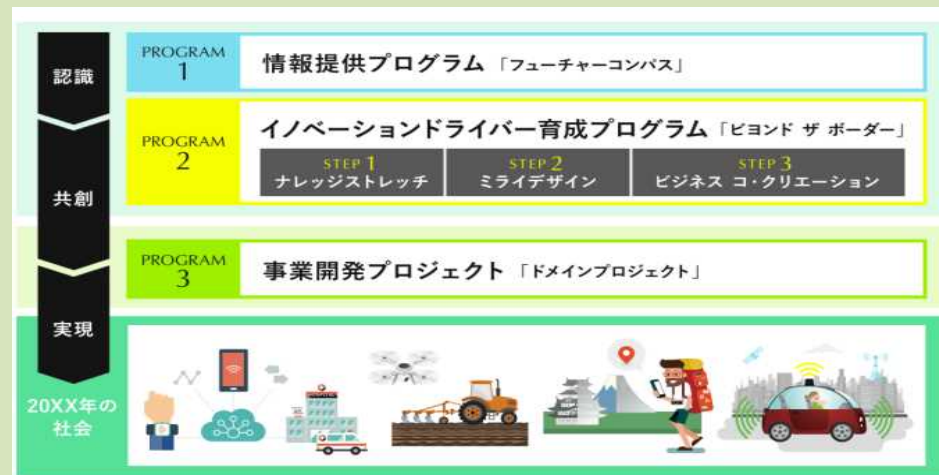 認識
PROGRAM
1
情報提供プログラム「フューチャーコンパス」
PROGRAM
2
イノベーションドライバー育成プログラム「ビヨンド ザ ボーダー」
STEP 1
ナレッジストレッチ
STEP 2
ミライデザイン
STEP 3
ビジネス コ・クリエーション
共創
PROGRAM
3
事業開発プロジェクト「ドメインプロジェクト」
実現
20XX年の
社会